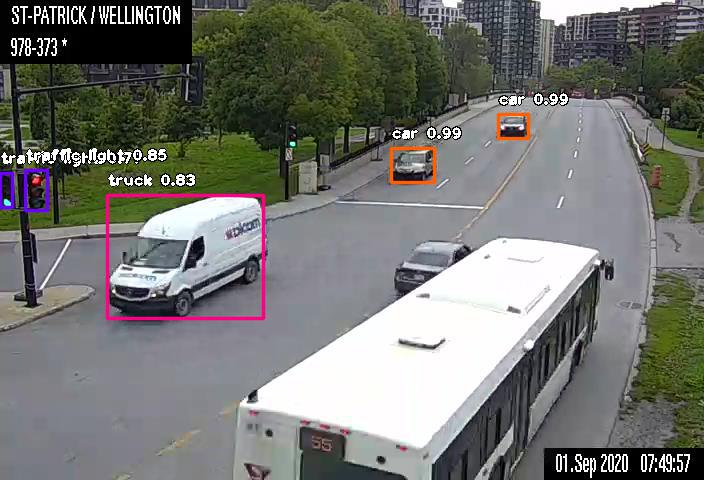 ST-PATRICK / WELLINGTON
978-373 *
car 0.99
car 0.99
traffic light 0.85
truck 0.83
55
01.Sep 2020 07:49:57